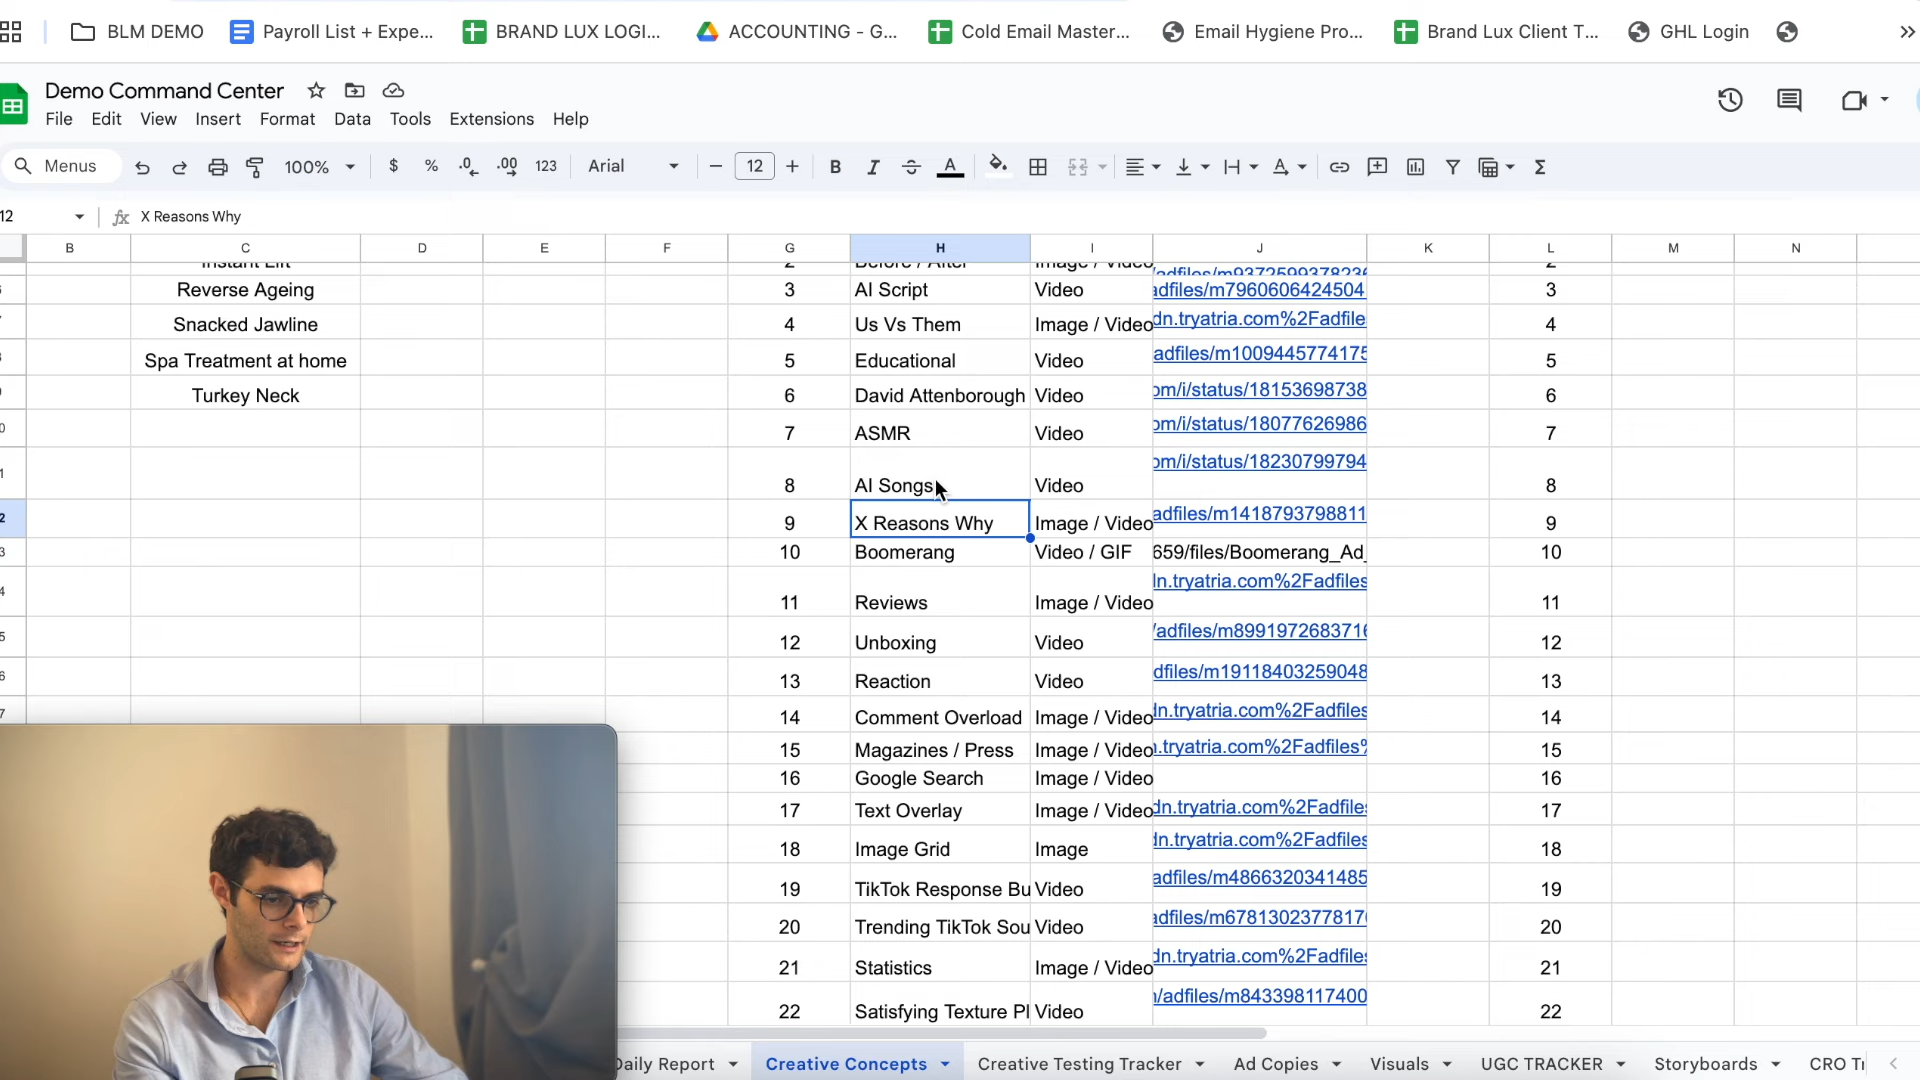 BLM DEMO Payroll List + Expe... BRAND LUX LOGI... ACCOUNTING - G... Cold Email Master... Email Hygiene Pro... Brand Lux Client T... GHL Login
Demo Command Center
File Edit View Insert Format Data Tools Extensions Help
Menus 100% $ % .0 .00 123 Arial 12 B I A Σ
12 fx X Reasons Why
B C D E F G H I J K L M N
3 AI Script Video adfiles/m7960606424504 3
Reverse Ageing
4 Us Vs Them Image / Video dn.tryatria.com%2Fadfile 4
Snacked Jawline
5 Educational Video adfiles/m1009445774175 5
Spa Treatment at home
6 David Attenborough Video om/i/status/18153698738 6
Turkey Neck
7 ASMR Video om/i/status/18077626986 7
8 AI Songs Video om/i/status/18230799794 8
9 X Reasons Why Image / Video adfiles/m1418793798811 9
10 Boomerang Video / GIF 659/files/Boomerang_Ad_ 10
11 Reviews Image / Video dn.tryatria.com%2Fadfiles 11
12 Unboxing Video /adfiles/m8991972683716 12
13 Reaction Video dfiles/m19118403259048 13
14 Comment Overload Image / Video dn.tryatria.com%2Fadfiles 14
15 Magazines / Press Image / Video n.tryatria.com%2Fadfiles% 15
16 Google Search Image / Video 16
17 Text Overlay Image / Video dn.tryatria.com%2Fadfiles 17
18 Image Grid Image dn.tryatria.com%2Fadfiles 18
19 TikTok Response Bu Video adfiles/m4866320341485 19
20 Trending TikTok Sou Video adfiles/m678130237781 20
21 Statistics Image / Video dn.tryatria.com%2Fadfiles 21
22 Satisfying Texture Pl Video /adfiles/m843398117400 22
Daily Report Creative Concepts Creative Testing Tracker Ad Copies Visuals UGC TRACKER Storyboards CRO